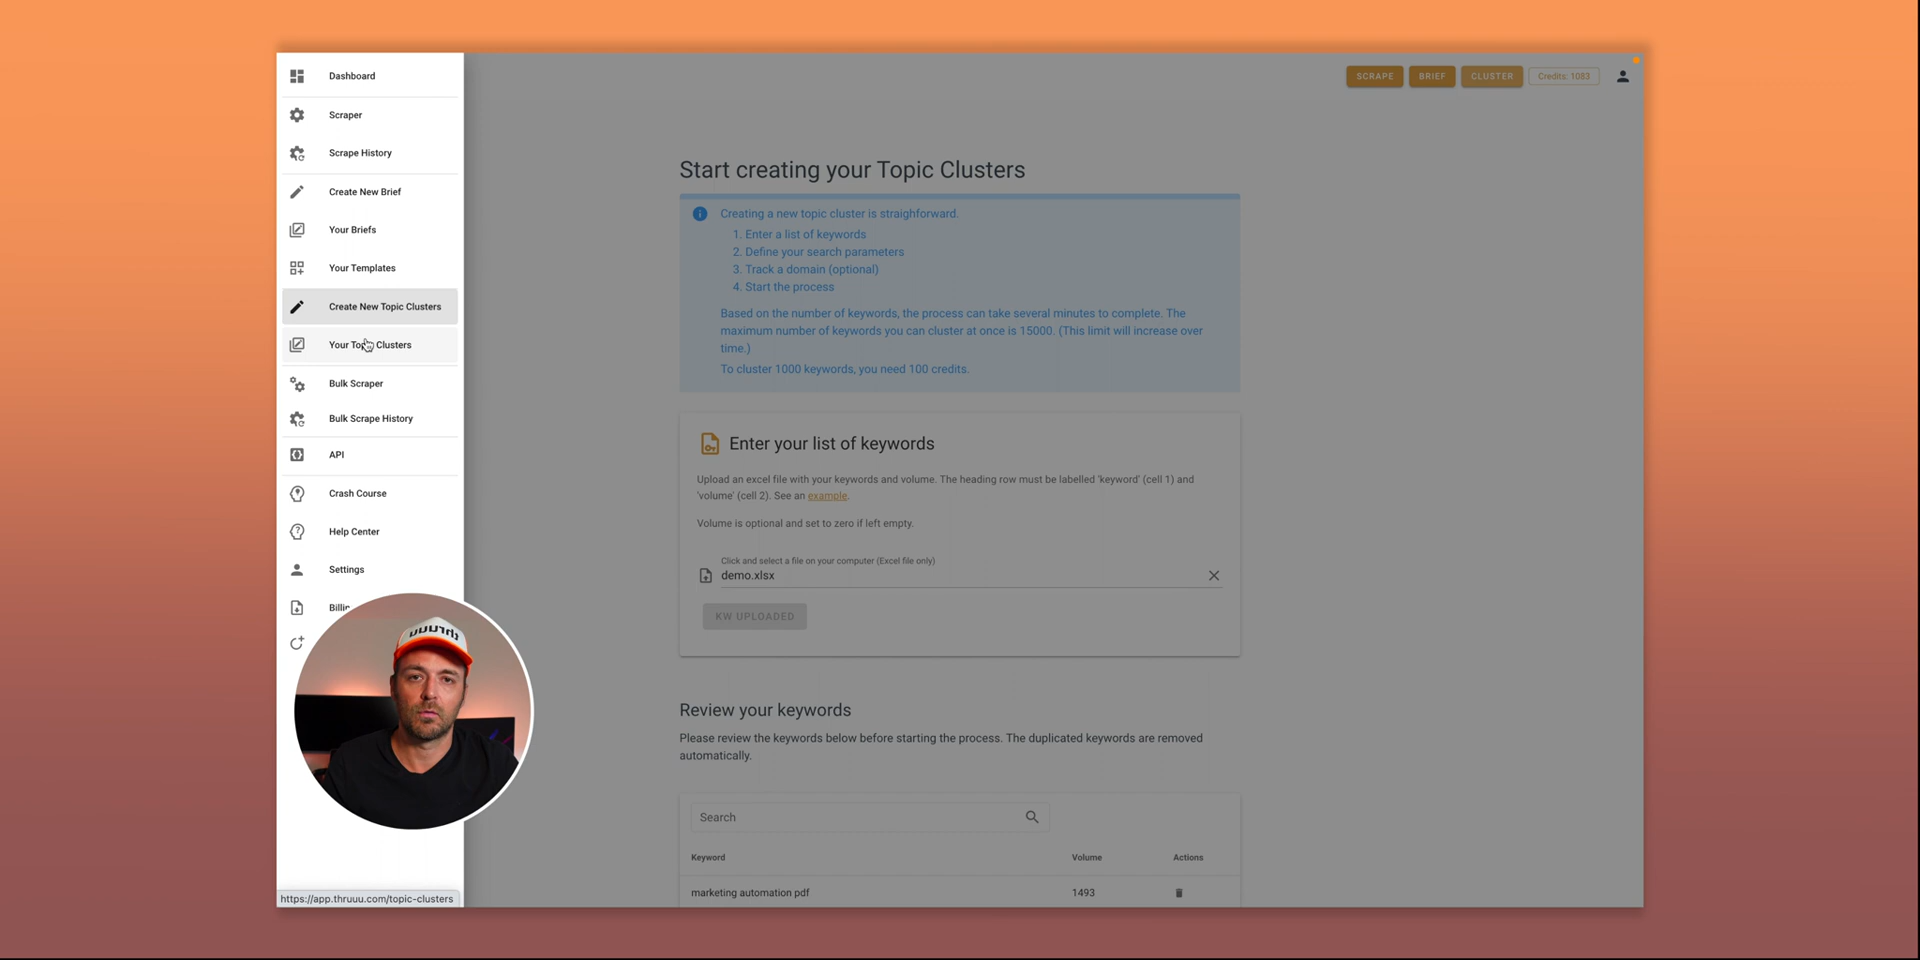 Dashboard
Scraper
Scrape History
Create New Brief
Your Briefs
Your Templates
Create New Topic Clusters
Your Clusters
Bulk Scraper
Bulk Scrape History
API
Crash Course
Help Center
Settings
thruuu
https://app.thruuu.com/topic-clusters
SCRAPE
BRIEF
CLUSTER
Credits: 1083
Start creating your Topic Clusters
Creating a new topic cluster is straighforward.
1. Enter a list of keywords
2. Define your search parameters
3. Track a domain (optional)
4. Start the process
Based on the number of keywords, the process can take several minutes to complete. The
maximum number of keywords you can cluster at once is 15000. (This limit will increase over
time.)
To cluster 1000 keywords, you need 100 credits.
Enter your list of keywords
Upload an excel file with your keywords and volume. The heading row must be labelled 'keyword' (cell 1) and
'volume' (cell 2). See an example.
Volume is optional and set to zero if left empty.
Click and select a file on your computer (Excel file only)
demo.xlsx
KW UPLOADED
Review your keywords
Please review the keywords below before starting the process. The duplicated keywords are removed
automatically.
Search
Keyword Volume Actions
marketing automation pdf 1493